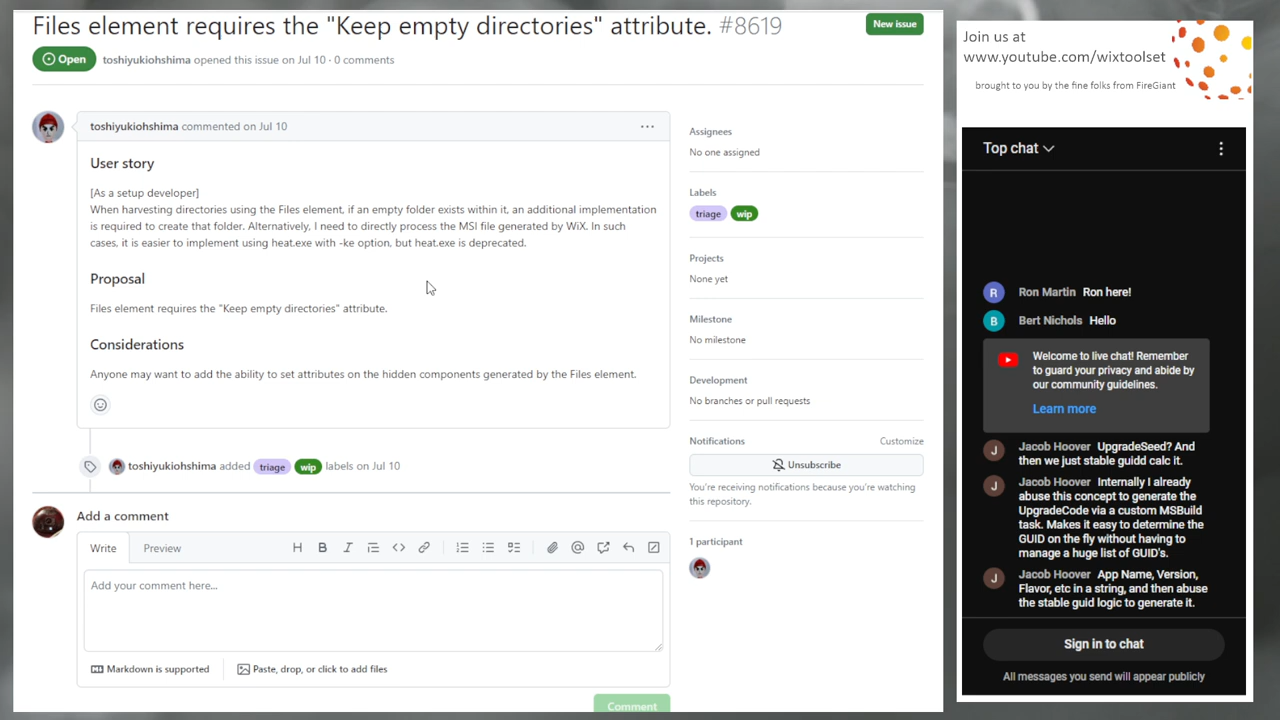 Files element requires the "Keep empty directories" attribute. #8619
New issue
Open
toshiyukiohshima opened this issue on Jul 10 · 0 comments
toshiyukiohshima commented on Jul 10
User story
[As a setup developer]
When harvesting directories using the Files element, if an empty folder exists within it, an additional implementation
is required to create that folder. Alternatively, I need to directly process the MSI file generated by WiX. In such
cases, it is easier to implement using heat.exe with -ke option, but heat.exe is deprecated.
Proposal
Files element requires the "Keep empty directories" attribute.
Considerations
Anyone may want to add the ability to set attributes on the hidden components generated by the Files element.
toshiyukiohshima added triage wip labels on Jul 10
Add a comment
Write
Preview
H B I
Add your comment here...
Markdown is supported
Paste, drop, or click to add files
Comment
Assignees
No one assigned
Labels
triage wip
Projects
None yet
Milestone
No milestone
Development
No branches or pull requests
Notifications
Customize
Unsubscribe
You're receiving notifications because you're watching
this repository.
1 participant
Join us at
www.youtube.com/wixtoolset
brought to you by the fine folks from FireGiant
Top chat
R Ron Martin Ron here!
B Bert Nichols Hello
Welcome to live chat! Remember
to guard your privacy and abide by
our community guidelines.
Learn more
J Jacob Hoover UpgradeSeed? And
then we just stable guidd calc it.
J Jacob Hoover Internally I already
abuse this concept to generate the
UpgradeCode via a custom MSBuild
task. Makes it easy to determine the
GUID on the fly without having to
manage a huge list of GUID's.
J Jacob Hoover App Name, Version,
Flavor, etc in a string, and then abuse
the stable guid logic to generate it.
Sign in to chat
All messages you send will appear publicly